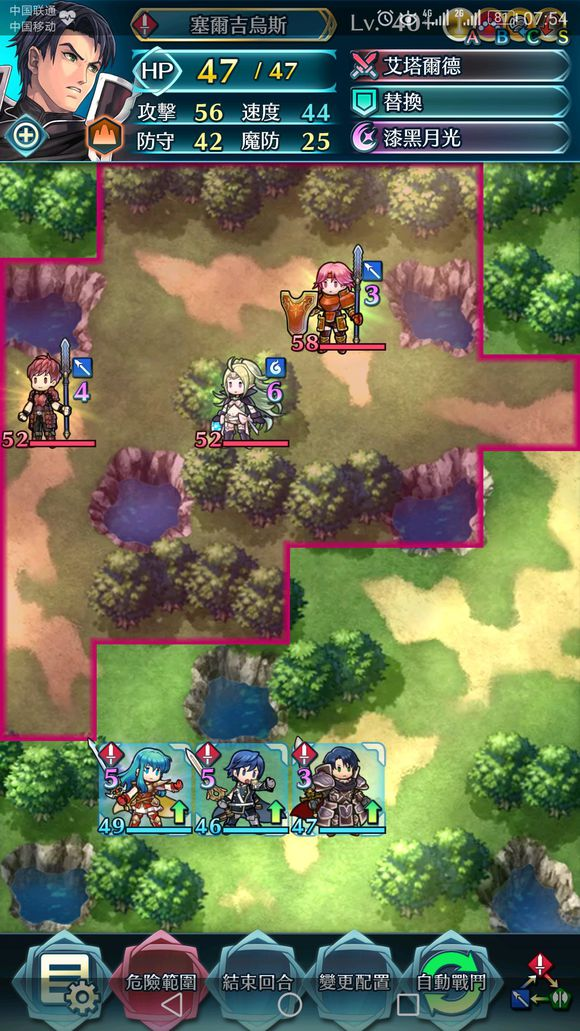 中国联通
中国移动
4G 26 81 07:54
塞爾吉烏斯 Lv. 40+
A B C S
HP 47 / 47
攻擊 56 速度 44
防守 42 魔防 25
艾塔爾德
替換
漆黑月光
3
58
4
52
6
52
5
49
5
46
3
47
危險範圍
結束回合
變更配置
自動戰鬥